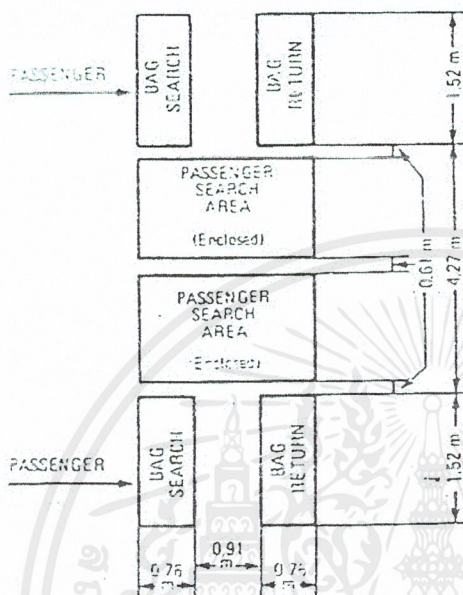 PASSENGER
BAG
SEARCH
BAG
RETURN
1,52 m
PASSENGER
SEARCH
AREA
(Enclosed)
0.61 m
4,27 m
PASSENGER
SEARCH
AREA
(Enclosed)
PASSENGER
BAG
SEARCH
BAG
RETURN
1,52 m
0,76
m
0,91
m
0,76
m